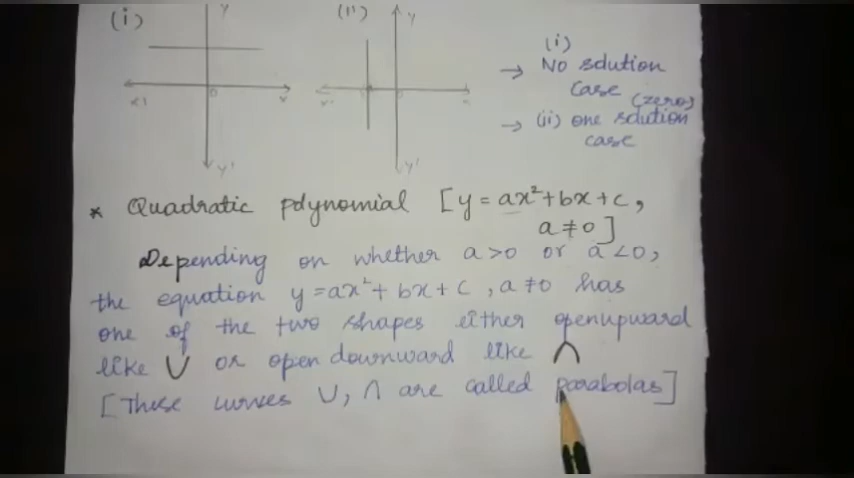 (i)
Y
(ii)
Y
(i)
→ No solution
case
(zero)
→ (ii) one solution
case
X'
O
O
Y'
Y'
* Quadratic polynomial [y = ax²+bx+c,
a≠0]
Depending on whether a>0 or a<0,
the equation y=ax²+bx+c, a≠0 has
one of the two shapes either openupward
like ∪ or open downward like ∩
[These curves ∪, ∩ are called parabolas]